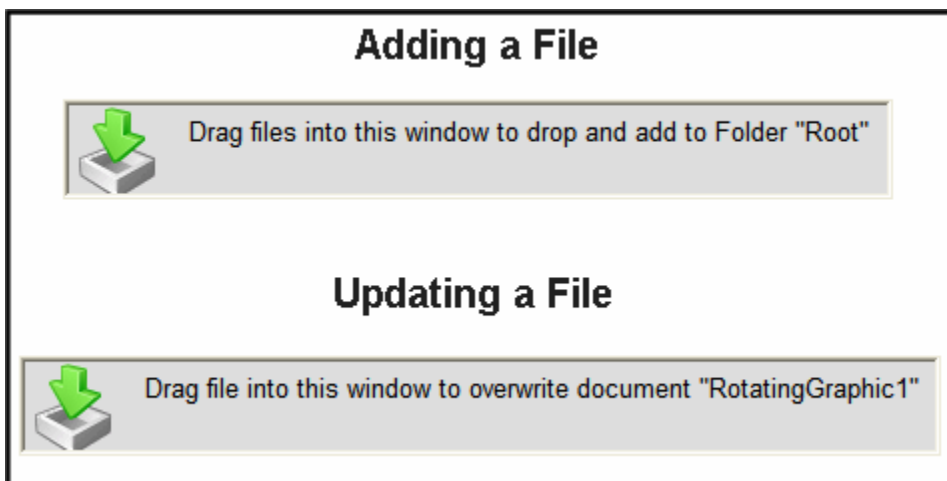 Adding a File
Drag files into this window to drop and add to Folder "Root"
Updating a File
Drag file into this window to overwrite document "RotatingGraphic1"